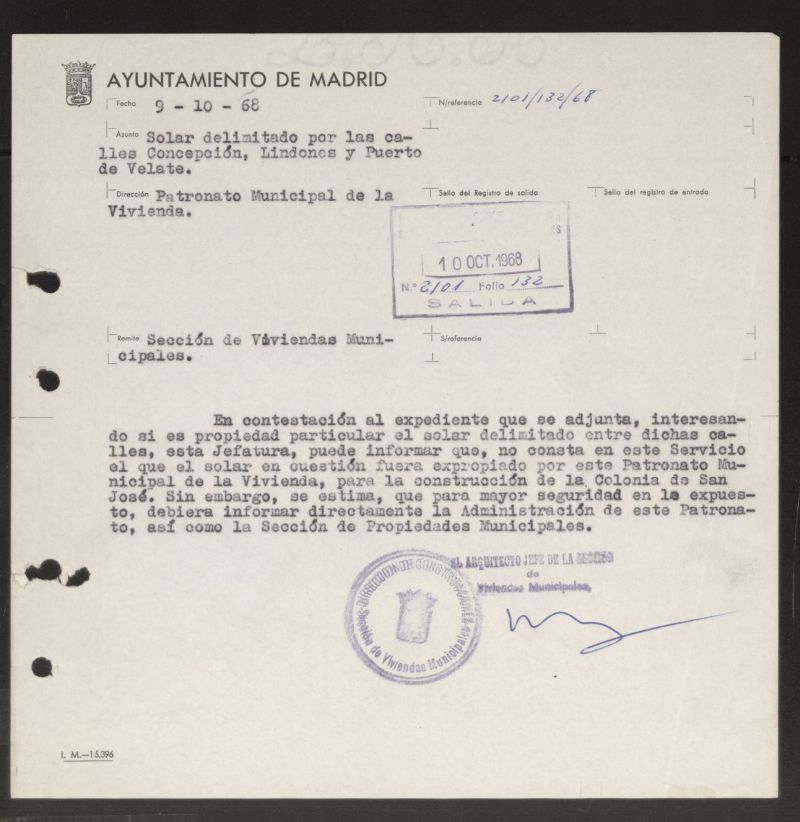 AYUNTAMIENTO DE MADRID
Fecha 9 - 10 - 68
N/referencia 2101/132/68
Asunto Solar delimitado por las ca-
lles Concepción, Lindones y Puerto
de Velate.
Dirección Patronato Municipal de la
Vivienda.
Sello del Registro de salida
Sello del registro de entrada
10 OCT. 1968
N.º 2101 Folio 132
SALIDA
Remite Sección de Viviendas Muni-
cipales.
S/referencia
En contestación al expediente que se adjunta, interesan-
do si es propiedad particular el solar delimitado entre dichas ca-
lles, esta Jefatura, puede informar que, no consta en este Servicio
el que el solar en cuestión fuera expropiado por este Patronato Mu-
nicipal de la Vivienda, para la construcción de la Colonia de San
José. Sin embargo, se estima, que para mayor seguridad en lo expues-
to, debiera informar directamente la Administración de este Patrona-
to, así como la Sección de Propiedades Municipales.
EL ARQUITECTO JEFE DE LA SECCIÓN
de
Viviendas Municipales,
Sección de Viviendas Municipales
I. M.—15.396